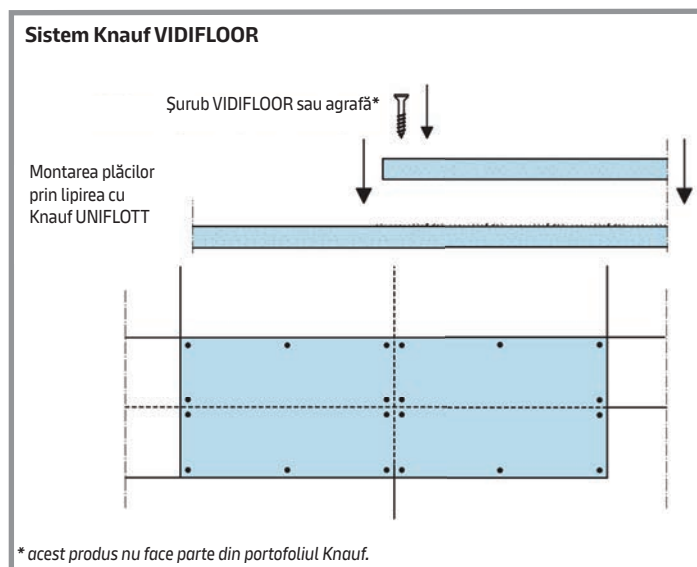 Sistem Knauf VIDIFLOOR
Șurub VIDIFLOOR sau agrafă*
Montarea plăcilor
prin lipirea cu
Knauf UNIFLOTT
* acest produs nu face parte din portofoliul Knauf.